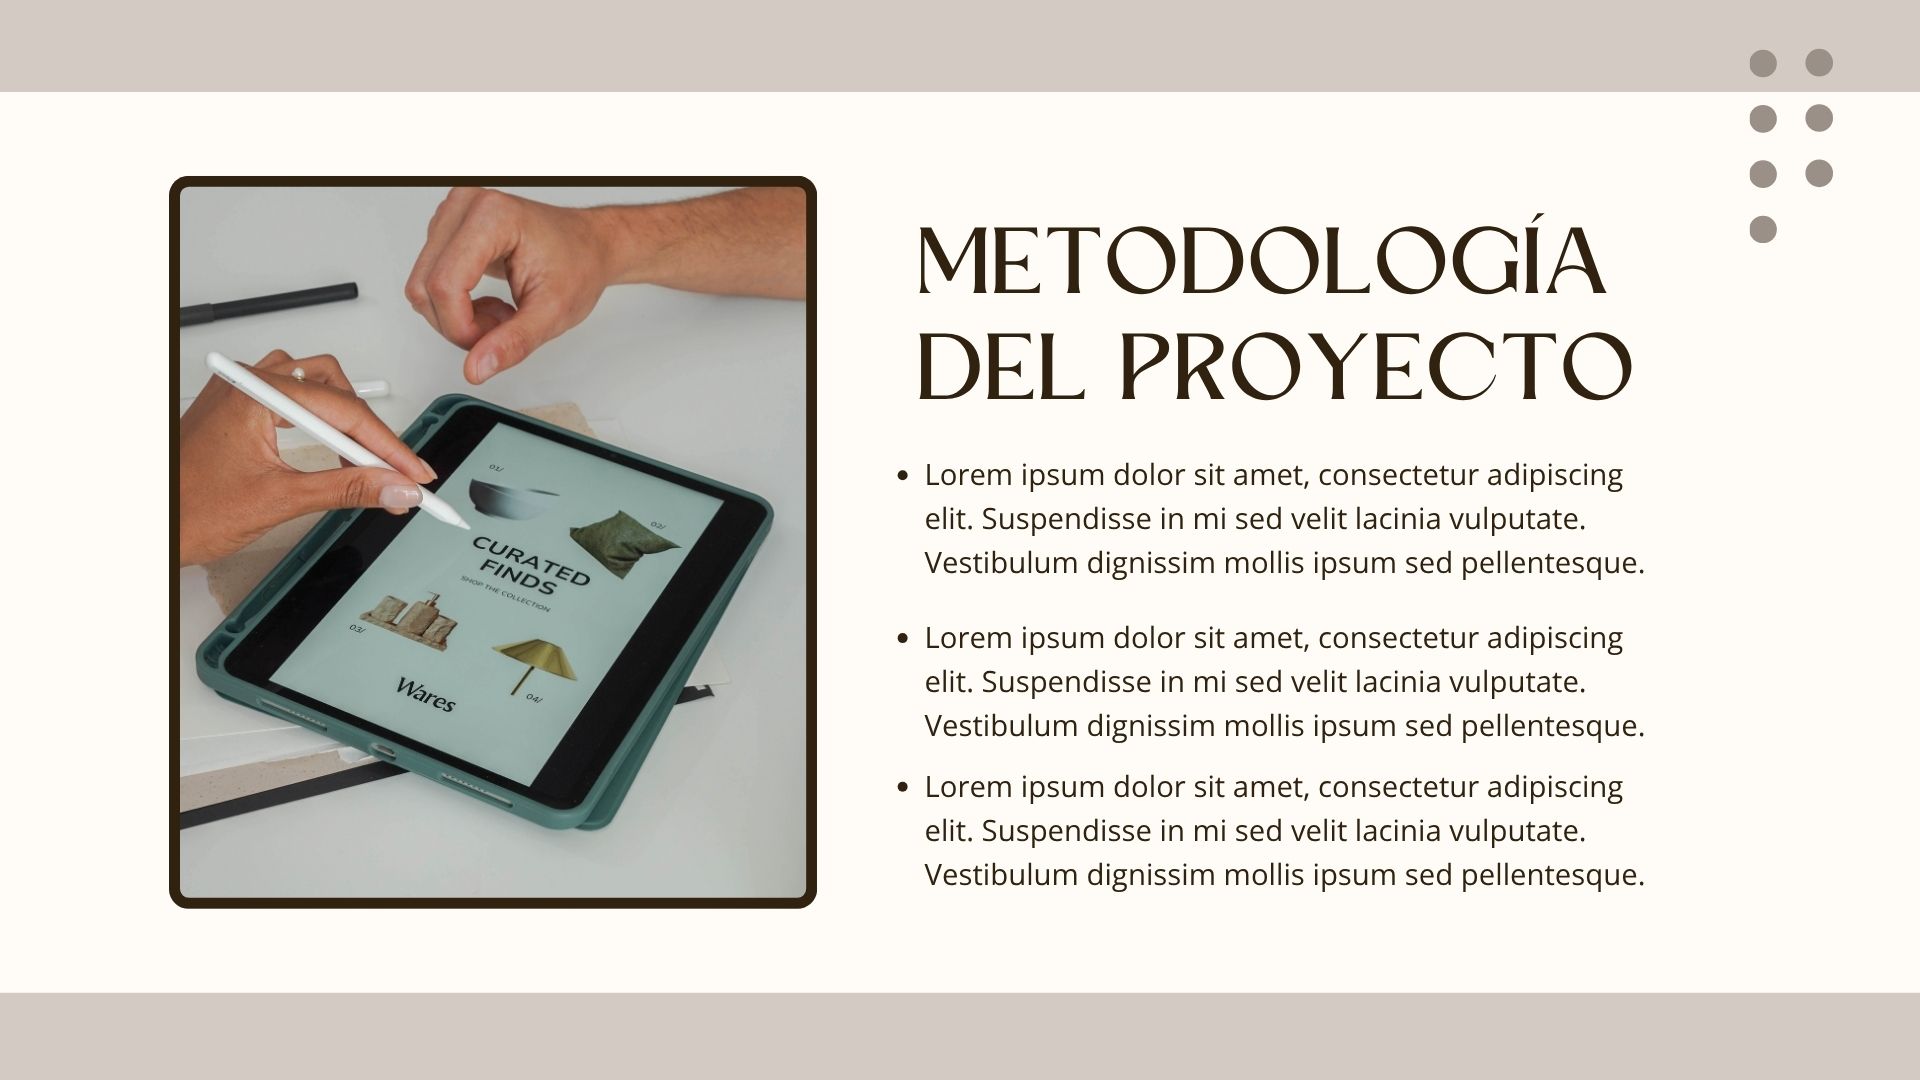 METODOLOGÍA
DEL PROYECTO
• Lorem ipsum dolor sit amet, consectetur adipiscing
elit. Suspendisse in mi sed velit lacinia vulputate.
Vestibulum dignissim mollis ipsum sed pellentesque.
• Lorem ipsum dolor sit amet, consectetur adipiscing
elit. Suspendisse in mi sed velit lacinia vulputate.
Vestibulum dignissim mollis ipsum sed pellentesque.
• Lorem ipsum dolor sit amet, consectetur adipiscing
elit. Suspendisse in mi sed velit lacinia vulputate.
Vestibulum dignissim mollis ipsum sed pellentesque.
01/
02/
CURATED
FINDS
SHOP THE COLLECTION
03/
04/
Wares